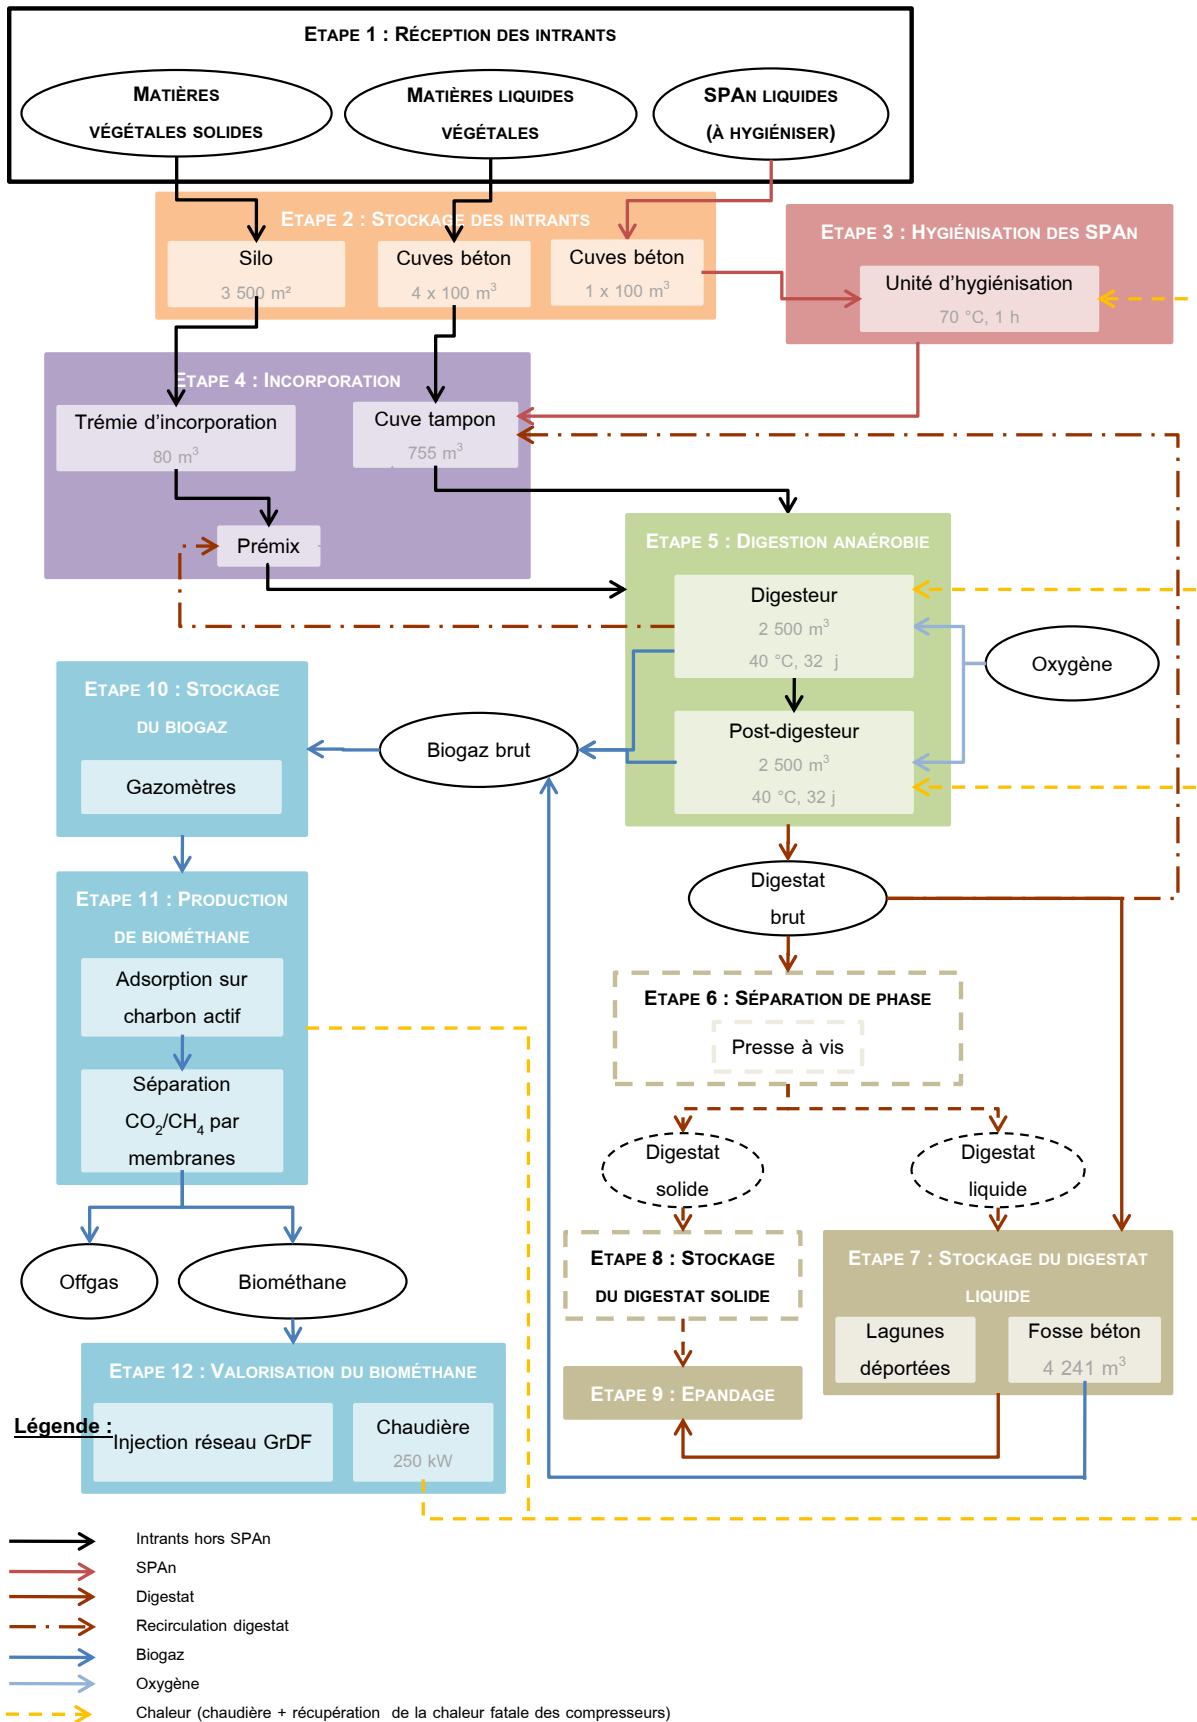 ETAPE 1 : RÉCEPTION DES INTRANTS
MATIÈRES
VÉGÉTALES SOLIDES
MATIÈRES LIQUIDES
VÉGÉTALES
SPAN LIQUIDES
(À HYGIÉNISER)
ETAPE 2 : STOCKAGE DES INTRANTS
Silo
3 500 m²
Cuves béton
4 x 100 m³
Cuves béton
1 x 100 m³
ETAPE 3 : HYGIÉNISATION DES SPAN
Unité d'hygiénisation
70 °C, 1 h
ETAPE 4 : INCORPORATION
Trémie d'incorporation
80 m³
Cuve tampon
755 m³
Prémix
ETAPE 5 : DIGESTION ANAÉROBIE
Digesteur
2 500 m³
40 °C, 32 j
Post-digesteur
2 500 m³
40 °C, 32 j
Oxygène
ETAPE 10 : STOCKAGE
DU BIOGAZ
Gazomètres
Biogaz brut
ETAPE 11 : PRODUCTION
DE BIOMÉTHANE
Adsorption sur
charbon actif
Séparation
CO₂/CH₄ par
membranes
Digestat
brut
ETAPE 6 : SÉPARATION DE PHASE
Presse à vis
Digestat
solide
Digestat
liquide
Offgas
Biométhane
ETAPE 8 : STOCKAGE
DU DIGESTAT SOLIDE
ETAPE 7 : STOCKAGE DU DIGESTAT
LIQUIDE
Lagunes
déportées
Fosse béton
4 241 m³
ETAPE 9 : EPANDAGE
ETAPE 12 : VALORISATION DU BIOMÉTHANE
Injection réseau GrDF
Chaudière
250 kW
Légende :
Intrants hors SPAn
SPAn
Digestat
Recirculation digestat
Biogaz
Oxygène
Chaleur (chaudière + récupération de la chaleur fatale des compresseurs)